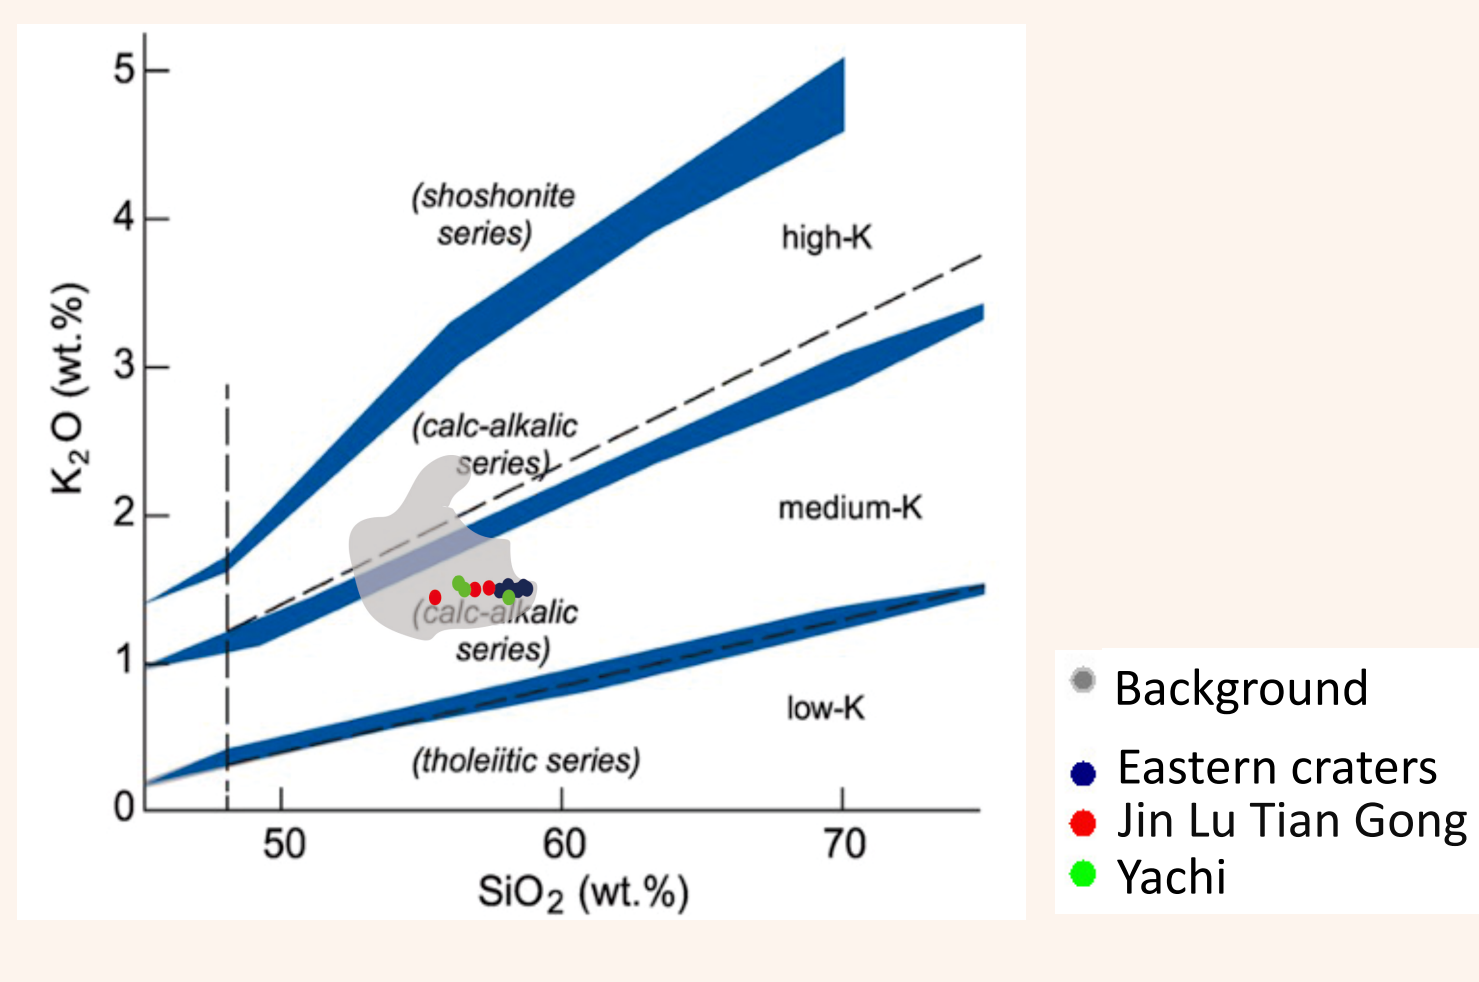 5
4
3
2
1
0
K₂O (wt.%)
(shoshonite
series)
high-K
(calc-alkalic
series)
medium-K
(calc-alkalic
series)
low-K
(tholeiitic series)
50
60
70
SiO₂ (wt.%)
Background
Eastern craters
Jin Lu Tian Gong
Yachi